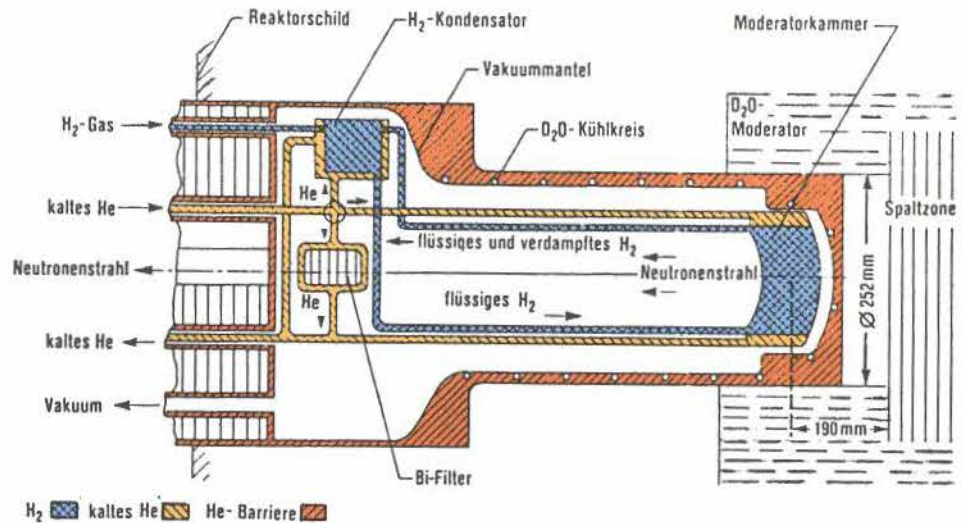 Reaktorschild
H₂-Kondensator
Moderatorkammer
Vakuummantel
H₂-Gas
D₂O-Kühlkreis
D₂O-
Moderator
He
kaltes He
Spaltzone
flüssiges und verdampftes H₂
Neutronenstrahl
Neutronenstrahl
He
flüssiges H₂
Ø 252 mm
kaltes He
Vakuum
190 mm
Bi-Filter
H₂ kaltes He He-Barriere